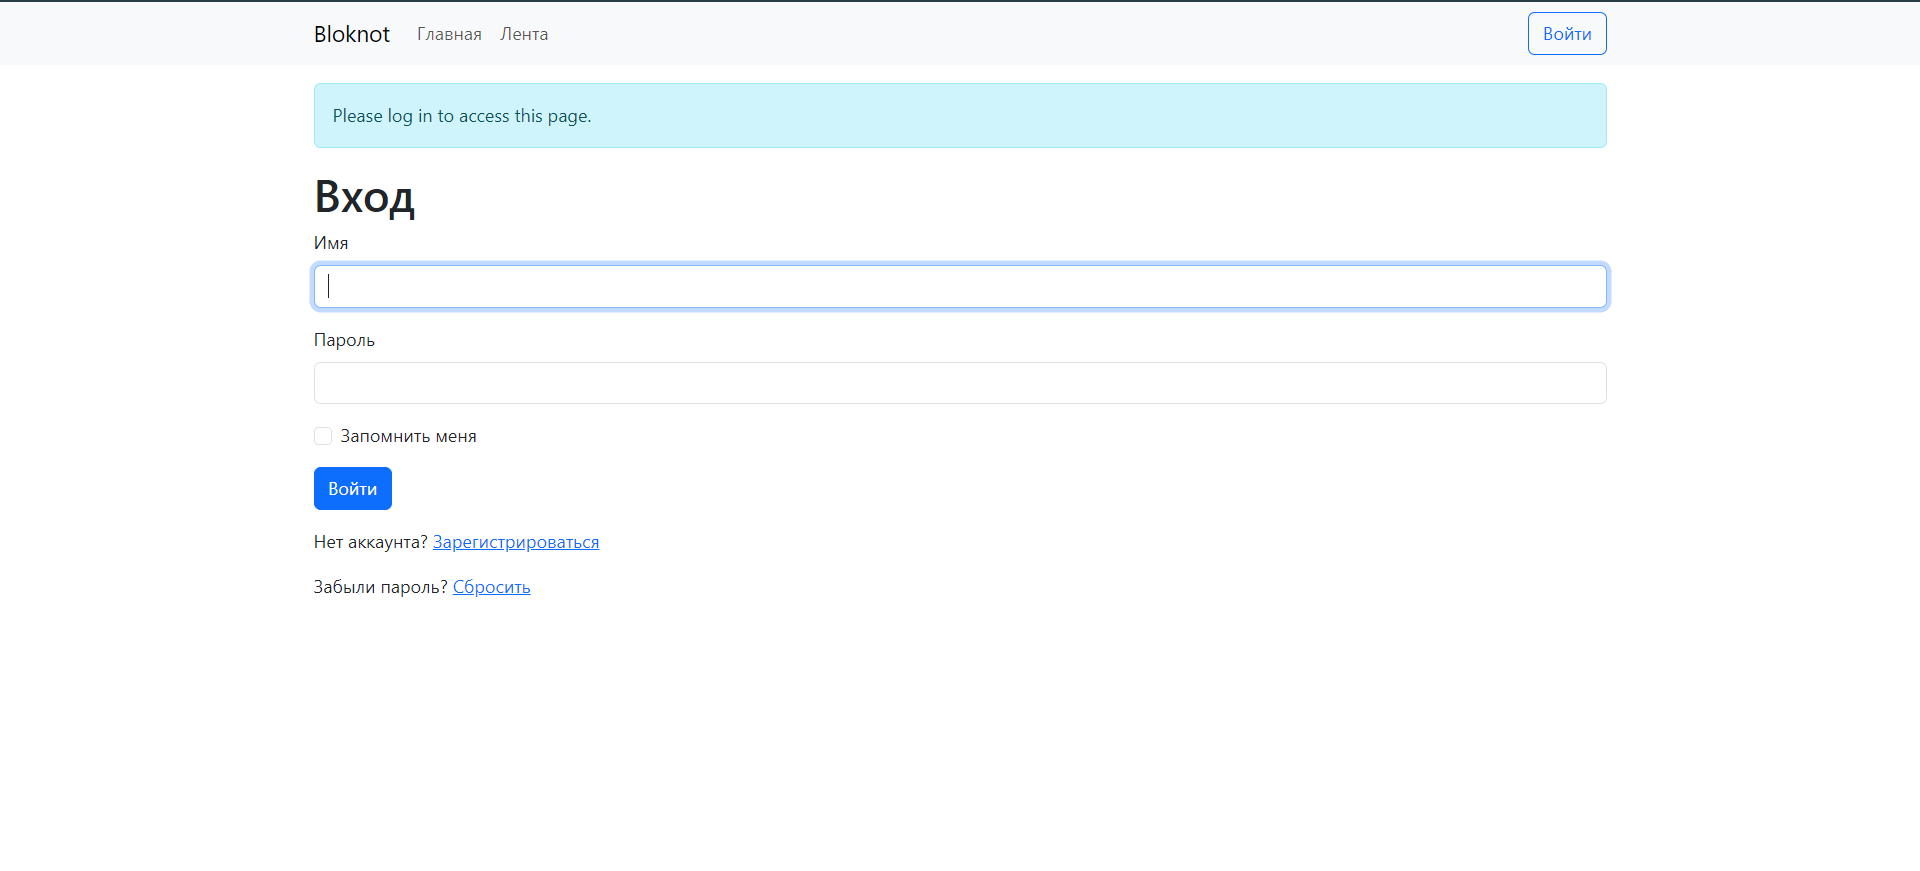 Bloknot Главная Лента Войти
Please log in to access this page.
Вход
Имя
Пароль
Запомнить меня
Войти
Нет аккаунта? Зарегистрироваться
Забыли пароль? Сбросить